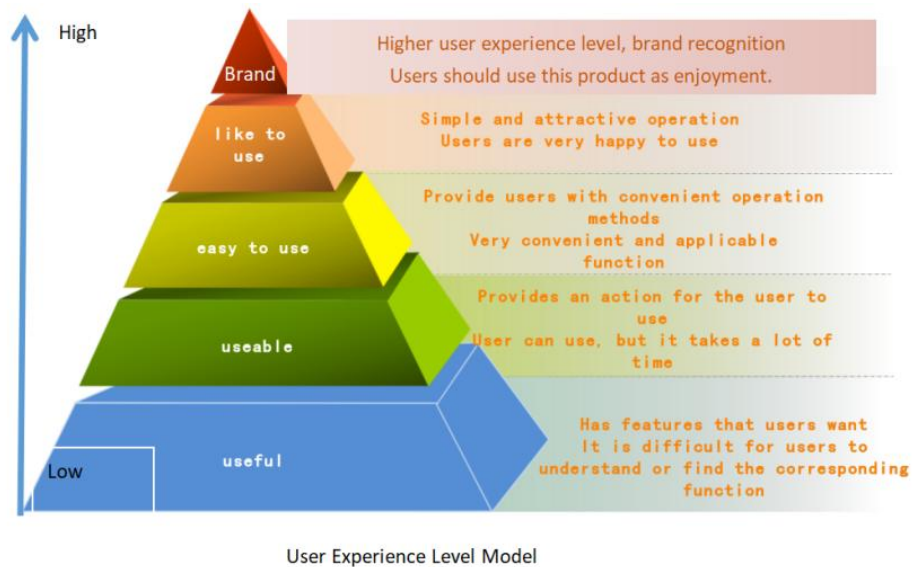 High
Brand
Higher user experience level, brand recognition
Users should use this product as enjoyment.
like to
use
Simple and attractive operation
Users are very happy to use
easy to use
Provide users with convenient operation
methods
Very convenient and applicable
function
useable
Provides an action for the user to
use
User can use, but it takes a lot of
time
Low
useful
Has features that users want
It is difficult for users to
understand or find the corresponding
function
User Experience Level Model